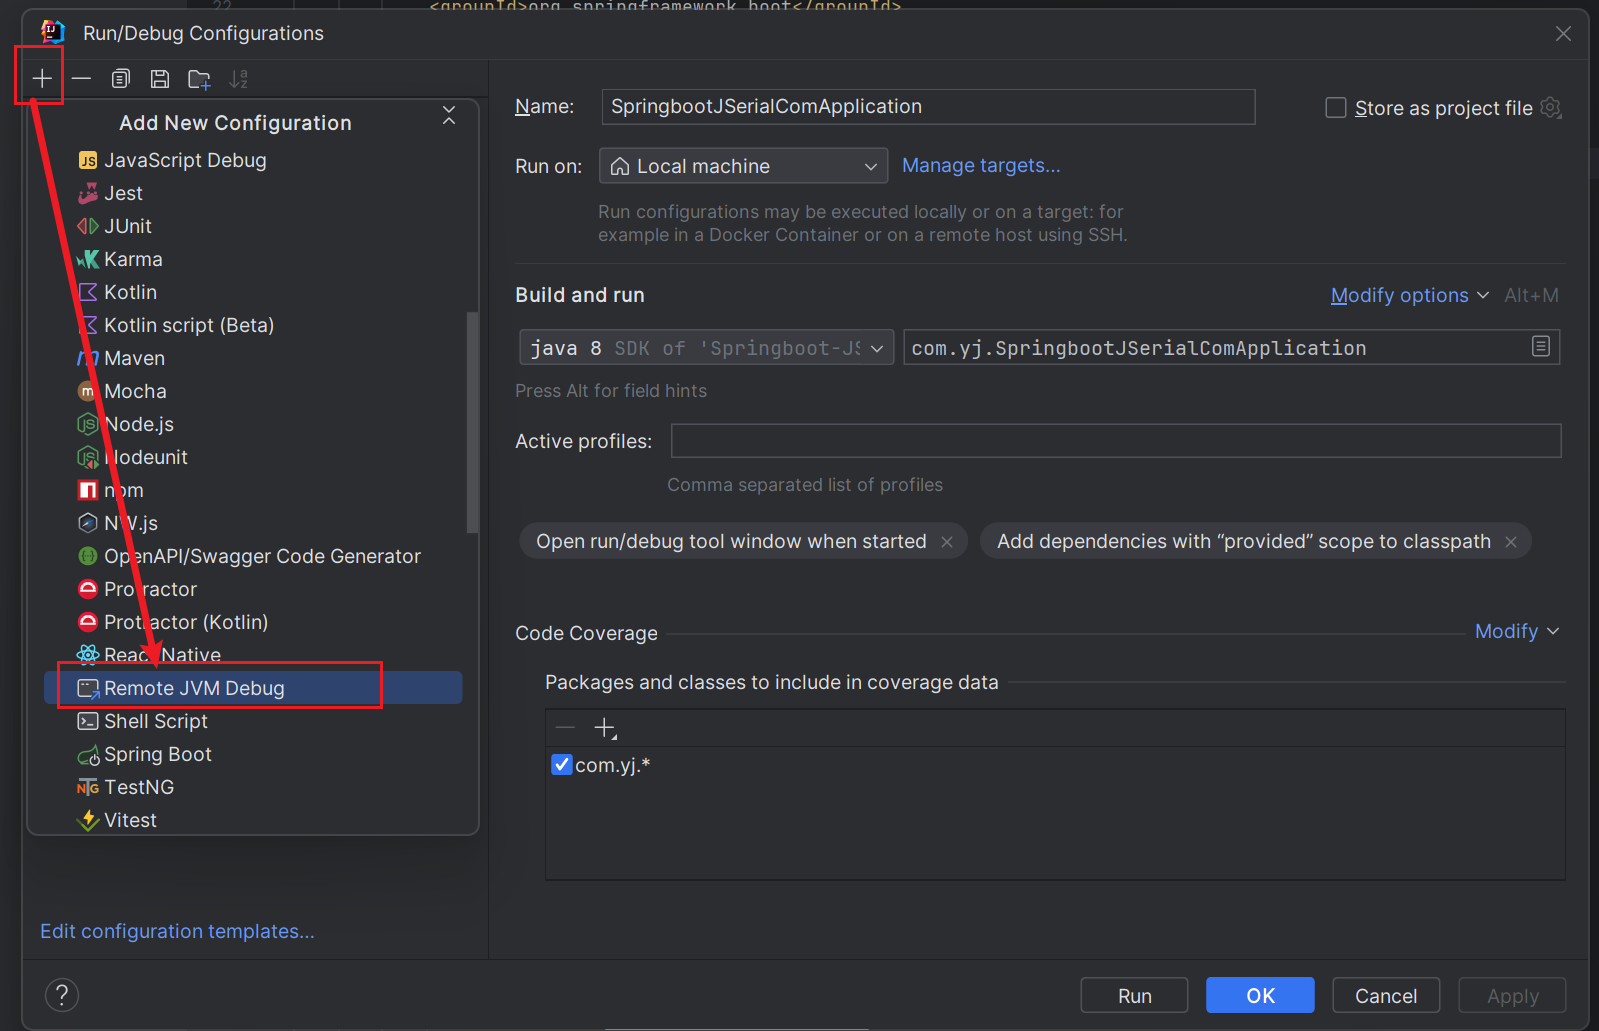 22
<groupId>org.springframework.boot</groupId>
Run/Debug Configurations
Add New Configuration
JavaScript Debug
Jest
JUnit
Karma
Kotlin
Kotlin script (Beta)
Maven
Mocha
Node.js
Nodeunit
npm
NW.js
OpenAPI/Swagger Code Generator
Protractor
Protractor (Kotlin)
React Native
Remote JVM Debug
Shell Script
Spring Boot
TestNG
Vitest
Edit configuration templates...
Name: SpringbootJSerialComApplication
Store as project file
Run on: Local machine Manage targets...
Run configurations may be executed locally or on a target: for
example in a Docker Container or on a remote host using SSH.
Build and run Modify options Alt+M
java 8 SDK of 'Springboot-JS com.yj.SpringbootJSerialComApplication
Press Alt for field hints
Active profiles:
Comma separated list of profiles
Open run/debug tool window when started Add dependencies with “provided” scope to classpath
Code Coverage Modify
Packages and classes to include in coverage data
com.yj.*
? Run OK Cancel Apply